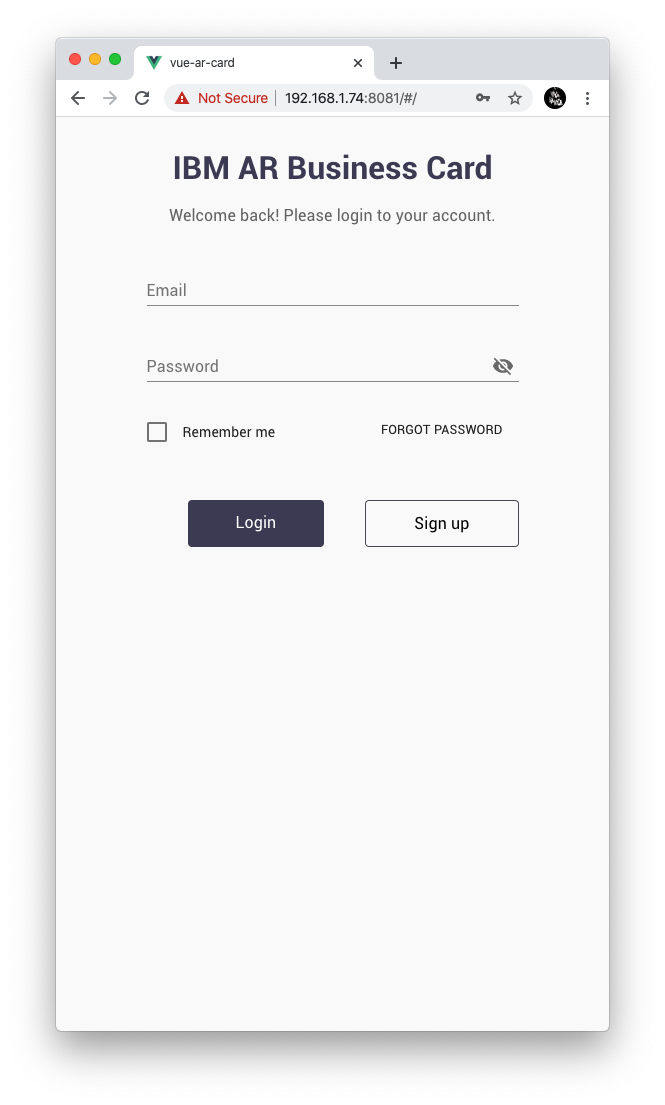 vue-ar-card
Not Secure | 192.168.1.74:8081/#/
IBM AR Business Card
Welcome back! Please login to your account.
Email
Password
Remember me FORGOT PASSWORD
Login Sign up